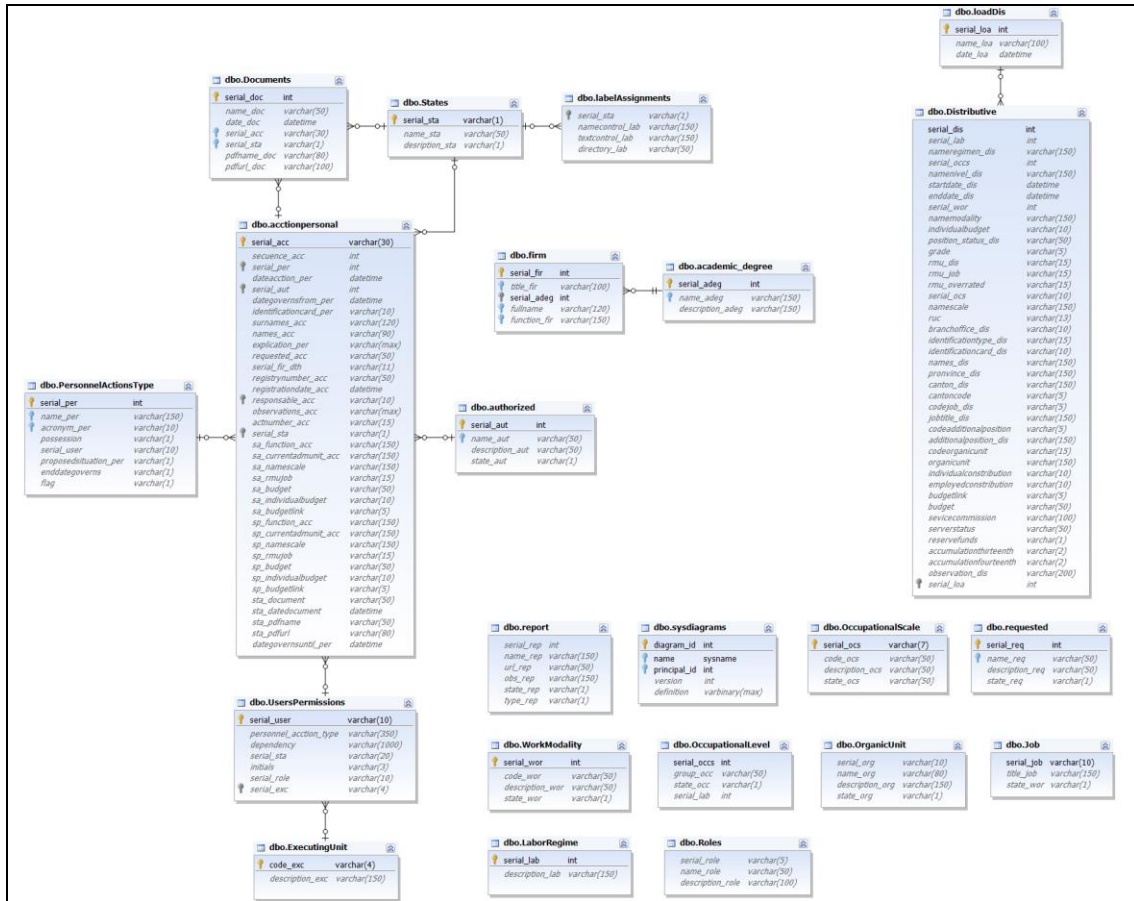 dbo.loadDis
serial_loa int
name_loa varchar(100)
date_loa datetime
dbo.Documents
serial_doc int
name_doc varchar(50)
date_doc datetime
serial_acc varchar(30)
serial_sta varchar(1)
pdfname_doc varchar(80)
pdfurl_doc varchar(100)
dbo.States
serial_sta varchar(1)
name_sta varchar(50)
desription_sta varchar(1)
dbo.labelAssignments
serial_sta varchar(1)
namecontrol_lab varchar(150)
textcontrol_lab varchar(150)
directory_lab varchar(50)
dbo.Distributive
serial_dis int
serial_lab int
nameregimen_dis varchar(150)
serial_occs int
namenivel_dis varchar(150)
startdate_dis datetime
enddate_dis datetime
serial_wor int
namemodality varchar(150)
individualbudget varchar(10)
position_status_dis varchar(50)
grade varchar(5)
rmu_dis varchar(15)
rmu_job varchar(15)
rmu_overrated varchar(15)
serial_ocs varchar(10)
namescale varchar(150)
ruc varchar(13)
branchoffice_dis varchar(10)
identificationtype_dis varchar(15)
identificationcard_dis varchar(10)
names_dis varchar(150)
pronvince_dis varchar(150)
canton_dis varchar(150)
cantoncode varchar(5)
codejob_dis varchar(5)
jobtitle_dis varchar(150)
codeadditionalposition varchar(5)
additionalposition_dis varchar(150)
codeorganicunit varchar(15)
organicunit varchar(150)
individualconstribution varchar(10)
employedconstribution varchar(10)
budgetlink varchar(5)
budget varchar(50)
sevicecommission varchar(100)
serverstatus varchar(50)
reservefunds varchar(1)
accumulationthirteenth varchar(2)
accumulationfourteenth varchar(2)
observation_dis varchar(200)
serial_loa int
dbo.acctionpersonal
serial_acc varchar(30)
secuence_acc int
serial_per int
dateacction_per datetime
serial_aut int
dategovernsfrom_per datetime
identificationcard_per varchar(10)
surnames_acc varchar(120)
names_acc varchar(90)
explication_per varchar(max)
requested_acc varchar(50)
serial_fir_dth varchar(11)
registrynumber_acc varchar(50)
registrationdate_acc datetime
responsable_acc varchar(10)
observations_acc varchar(max)
actnumber_acc varchar(15)
serial_sta varchar(1)
sa_function_acc varchar(150)
sa_currentadmunit_acc varchar(150)
sa_namescale varchar(150)
sa_rmujob varchar(15)
sa_budget varchar(50)
sa_individualbudget varchar(10)
sa_budgetlink varchar(5)
sp_function_acc varchar(150)
sp_currentadmunit_acc varchar(150)
sp_namescale varchar(150)
sp_rmujob varchar(15)
sp_budget varchar(50)
sp_individualbudget varchar(10)
sp_budgetlink varchar(5)
sta_document varchar(50)
sta_datedocument datetime
sta_pdfname varchar(50)
sta_pdfurl varchar(80)
dategovernsuntil_per datetime
dbo.firm
serial_fir int
title_fir varchar(100)
serial_adeg int
fullname varchar(120)
function_fir varchar(150)
dbo.academic_degree
serial_adeg int
name_adeg varchar(150)
description_adeg varchar(150)
dbo.PersonnelActionsType
serial_per int
name_per varchar(150)
acronym_per varchar(10)
possession varchar(1)
serial_user varchar(10)
proposedsituation_per varchar(1)
enddategoverns varchar(1)
flag varchar(1)
dbo.authorized
serial_aut int
name_aut varchar(50)
description_aut varchar(50)
state_aut varchar(1)
dbo.report
serial_rep int
name_rep varchar(150)
url_rep varchar(50)
obs_rep varchar(150)
state_rep varchar(1)
type_rep varchar(1)
dbo.sysdiagrams
diagram_id int
name sysname
principal_id int
version int
definition varbinary(max)
dbo.OccupationalScale
serial_ocs varchar(7)
code_ocs varchar(50)
description_ocs varchar(50)
state_ocs varchar(50)
dbo.requested
serial_req int
name_req varchar(50)
description_req varchar(50)
state_req varchar(1)
dbo.UsersPermissions
serial_user varchar(10)
personnel_acction_type varchar(350)
dependency varchar(1000)
serial_sta varchar(20)
initials varchar(3)
serial_role varchar(10)
serial_exc varchar(4)
dbo.WorkModality
serial_wor int
code_wor varchar(50)
description_wor varchar(50)
state_wor varchar(1)
dbo.OccupationalLevel
serial_occs int
group_occ varchar(50)
state_occ varchar(1)
serial_lab int
dbo.OrganicUnit
serial_org varchar(10)
name_org varchar(80)
description_org varchar(150)
state_org varchar(1)
dbo.Job
serial_job varchar(10)
title_job varchar(150)
state_wor varchar(1)
dbo.ExecutingUnit
code_exc varchar(4)
description_exc varchar(150)
dbo.LaborRegime
serial_lab int
description_lab varchar(150)
dbo.Roles
serial_role varchar(5)
name_role varchar(50)
description_role varchar(100)